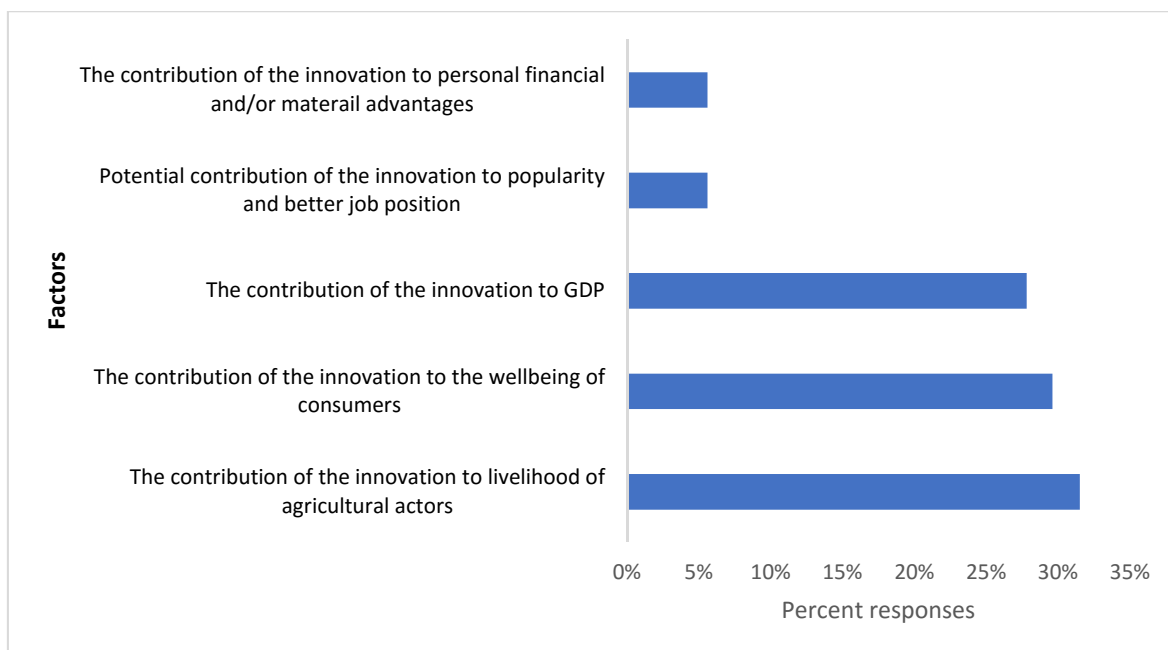 The contribution of the innovation to personal financial
and/or materail advantages
Potential contribution of the innovation to popularity
and better job position
The contribution of the innovation to GDP
The contribution of the innovation to the wellbeing of
consumers
The contribution of the innovation to livelihood of
agricultural actors
Factors
0% 5% 10% 15% 20% 25% 30% 35%
Percent responses